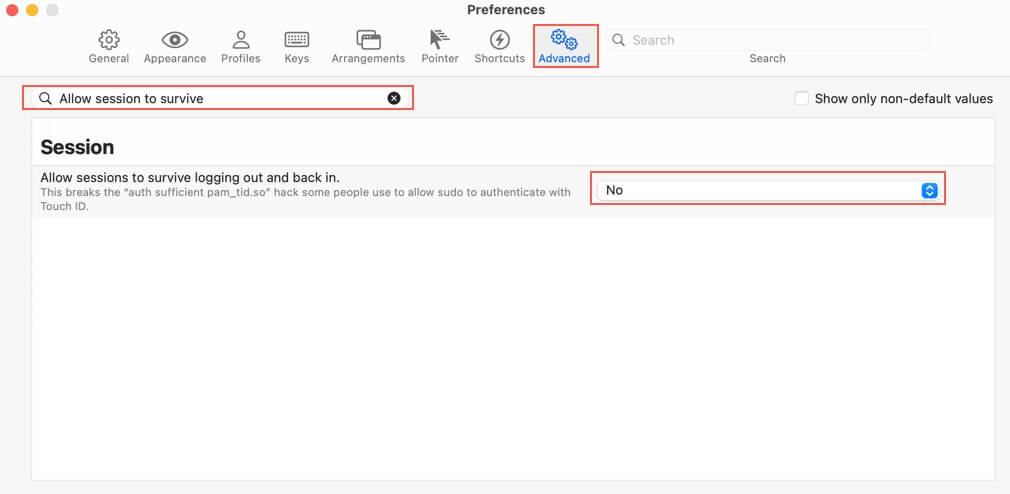 Preferences
General
Appearance
Profiles
Keys
Arrangements
Pointer
Shortcuts
Advanced
Search
Search
Allow session to survive
Show only non-default values
Session
Allow sessions to survive logging out and back in.
This breaks the “auth sufficient pam_tid.so” hack some people use to allow sudo to authenticate with
Touch ID.
No